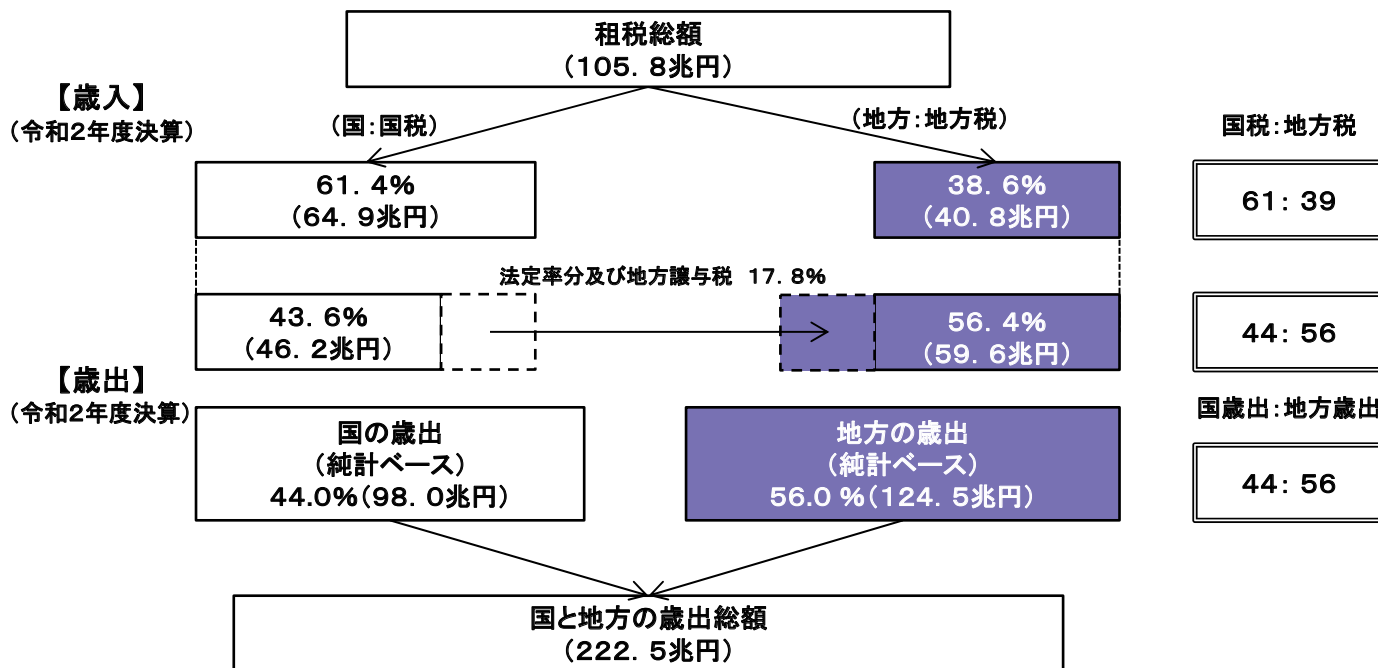 租税総額
（105．8兆円）
【歳入】
（令和2年度決算）
（国：国税）
（地方：地方税）
国税：地方税
61．4％
（64．9兆円）
38．6％
（40．8兆円）
61：39
法定率分及び地方譲与税 17．8%
43．6％
（46．2兆円）
56．4％
（59．6兆円）
44：56
【歳出】
（令和2年度決算）
国歳出：地方歳出
国の歳出
（純計ベース）
44.0%（98．0兆円）
地方の歳出
（純計ベース）
56.0 %（124．5兆円）
44：56
国と地方の歳出総額
（222．5兆円）